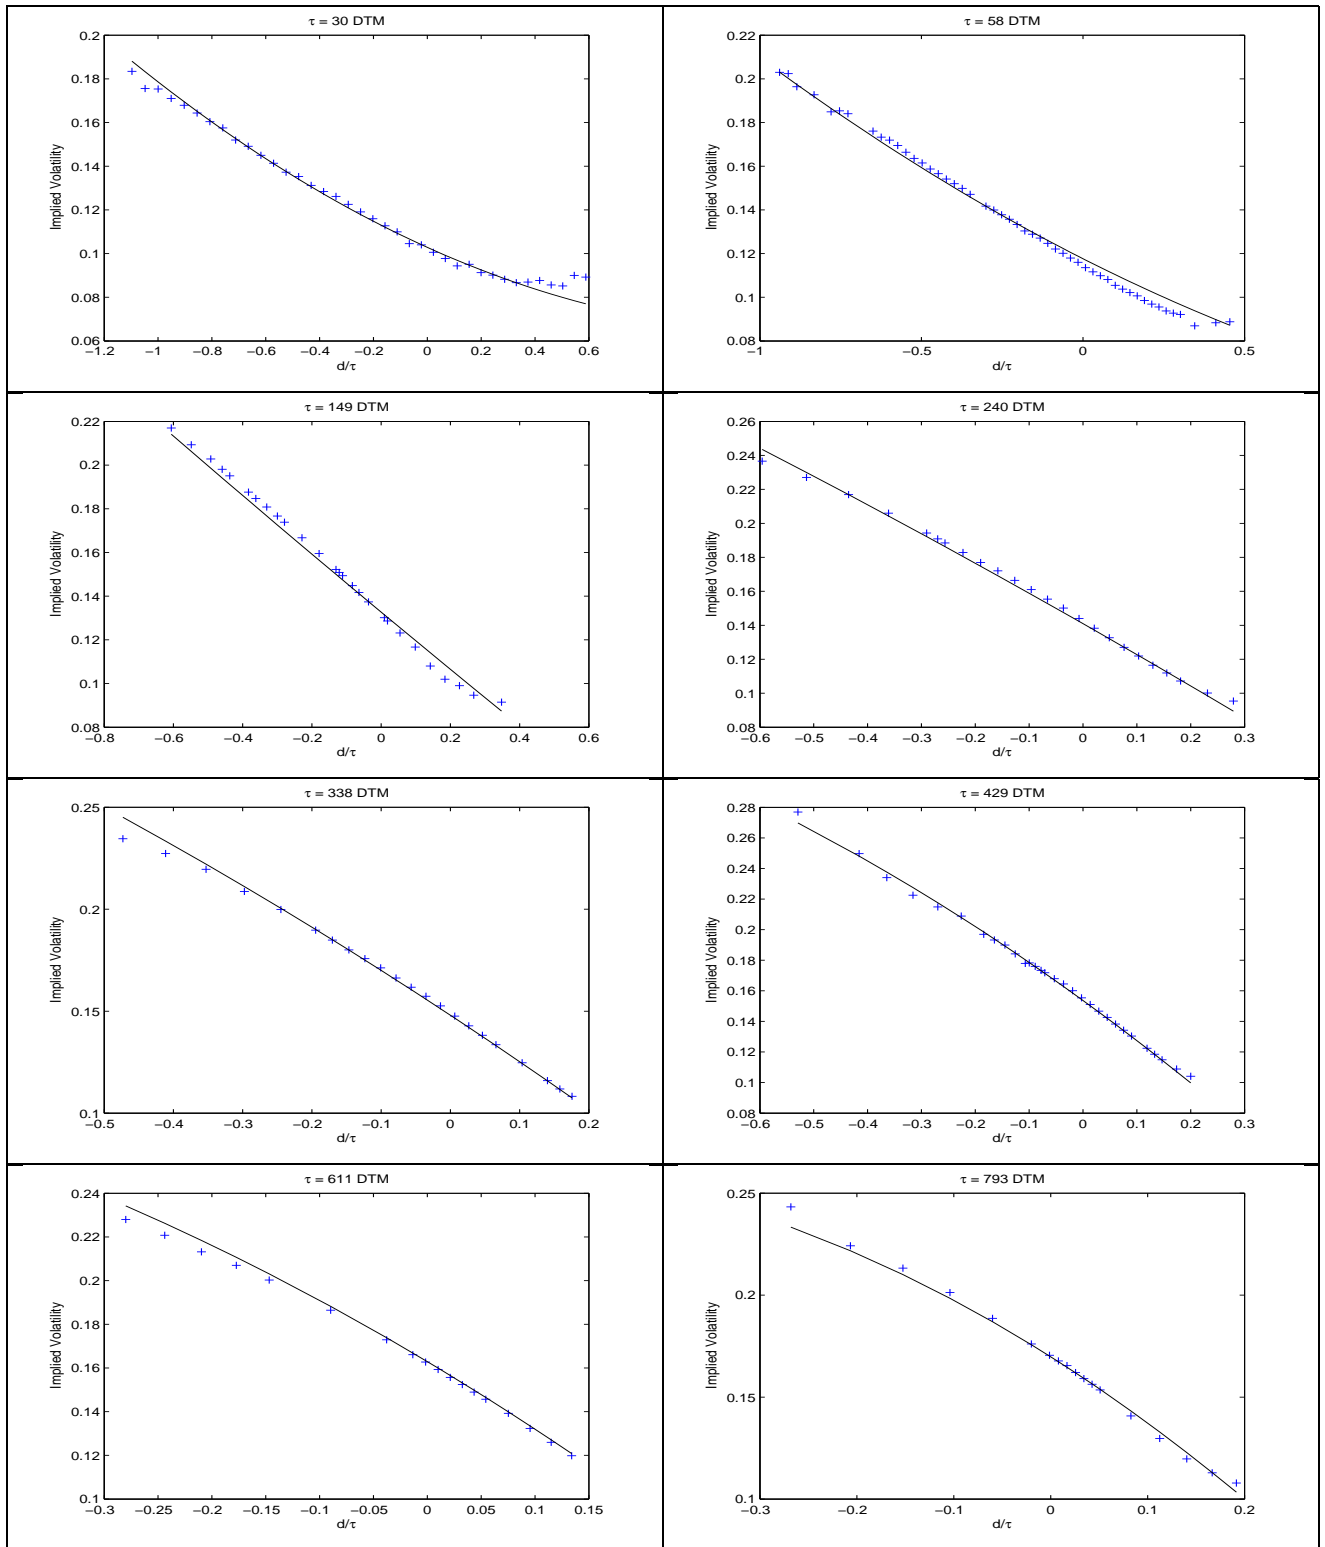 τ = 30 DTM
0.2
0.18
0.16
0.14
0.12
0.1
0.08
0.06
Implied Volatility
−1.2 −1 −0.8 −0.6 −0.4 −0.2 0 0.2 0.4 0.6
d/τ
τ = 58 DTM
0.22
0.2
0.18
0.16
0.14
0.12
0.1
0.08
Implied Volatility
−1 −0.5 0 0.5
d/τ
τ = 149 DTM
0.22
0.2
0.18
0.16
0.14
0.12
0.1
0.08
Implied Volatility
−0.8 −0.6 −0.4 −0.2 0 0.2 0.4 0.6
d/τ
τ = 240 DTM
0.26
0.24
0.22
0.2
0.18
0.16
0.14
0.12
0.1
0.08
Implied Volatility
−0.6 −0.5 −0.4 −0.3 −0.2 −0.1 0 0.1 0.2 0.3
d/τ
τ = 338 DTM
0.25
0.2
0.15
0.1
Implied Volatility
−0.5 −0.4 −0.3 −0.2 −0.1 0 0.1 0.2
d/τ
τ = 429 DTM
0.28
0.26
0.24
0.22
0.2
0.18
0.16
0.14
0.12
0.1
0.08
Implied Volatility
−0.6 −0.5 −0.4 −0.3 −0.2 −0.1 0 0.1 0.2 0.3
d/τ
τ = 611 DTM
0.24
0.22
0.2
0.18
0.16
0.14
0.12
0.1
Implied Volatility
−0.3 −0.25 −0.2 −0.15 −0.1 −0.05 0 0.05 0.1 0.15
d/τ
τ = 793 DTM
0.25
0.2
0.15
0.1
Implied Volatility
−0.3 −0.2 −0.1 0 0.1 0.2
d/τ